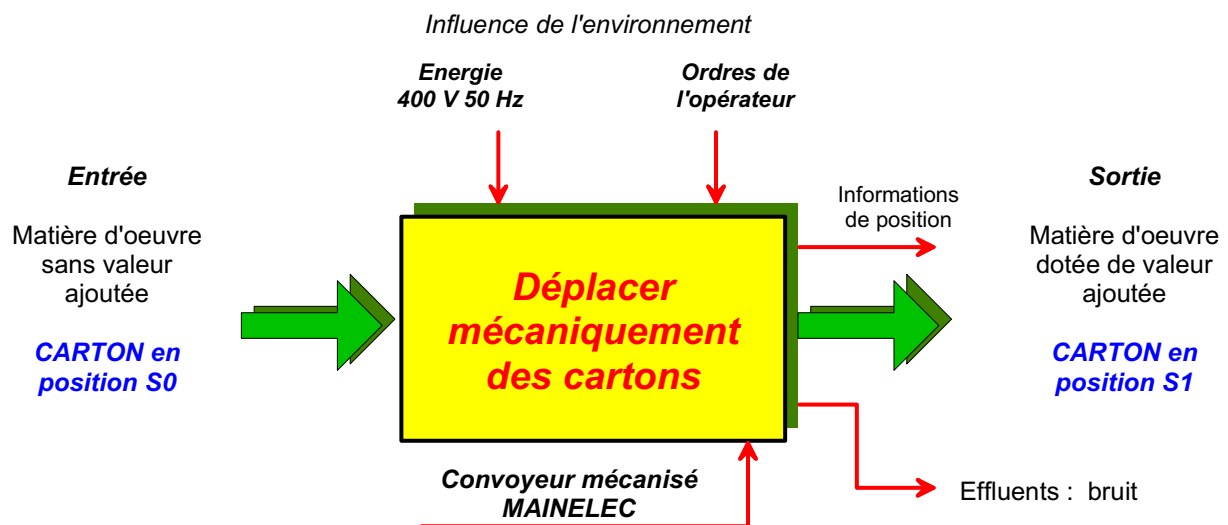 Influence de l'environnement
Energie
400 V 50 Hz
Ordres de
l'opérateur
Entrée
Matière d'oeuvre
sans valeur
ajoutée
CARTON en
position S0
Déplacer
mécaniquement
des cartons
Informations
de position
Sortie
Matière d'oeuvre
dotée de valeur
ajoutée
CARTON en
position S1
Convoyeur mécanisé
MAINELEC
Effluents : bruit